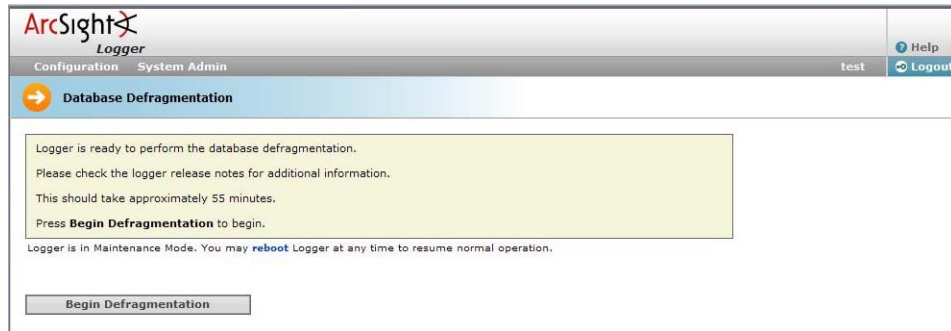 ArcSight
Logger
Help
Configuration System Admin test Logout
Database Defragmentation
Logger is ready to perform the database defragmentation.
Please check the logger release notes for additional information.
This should take approximately 55 minutes.
Press Begin Defragmentation to begin.
Logger is in Maintenance Mode. You may reboot Logger at any time to resume normal operation.
Begin Defragmentation